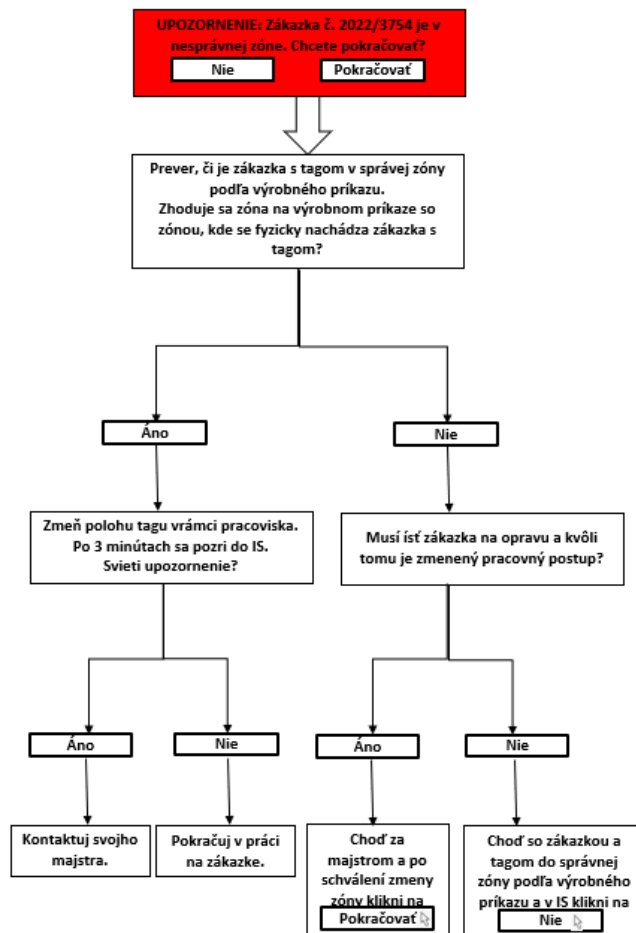 UPOZORNENIE: Zákazka č. 2022/3754 je v
nesprávnej zóne. Chcete pokračovať?
Nie
Pokračovať
Prever, či je zákazka s tagom v správej zóny
podľa výrobného príkazu.
Zhoduje sa zóna na výrobnom príkaze so
zónou, kde se fyzicky nachádza zákazka s
tagom?
Áno
Nie
Zmeň polohu tagu vrámci pracoviska.
Po 3 minútach sa pozri do IS.
Svieti upozornenie?
Musí ísť zákazka na opravu a kvôli
tomu je zmenený pracovný postup?
Áno
Nie
Áno
Nie
Kontaktuj svojho
majstra.
Pokračuj v práci
na zákazke.
Choď za
majstrom a po
schválení zmeny
zóny klikni na
Pokračovať
Choď so zákazkou a
tagom do správnej
zóny podľa výrobného
príkazu a v IS klikni na
Nie